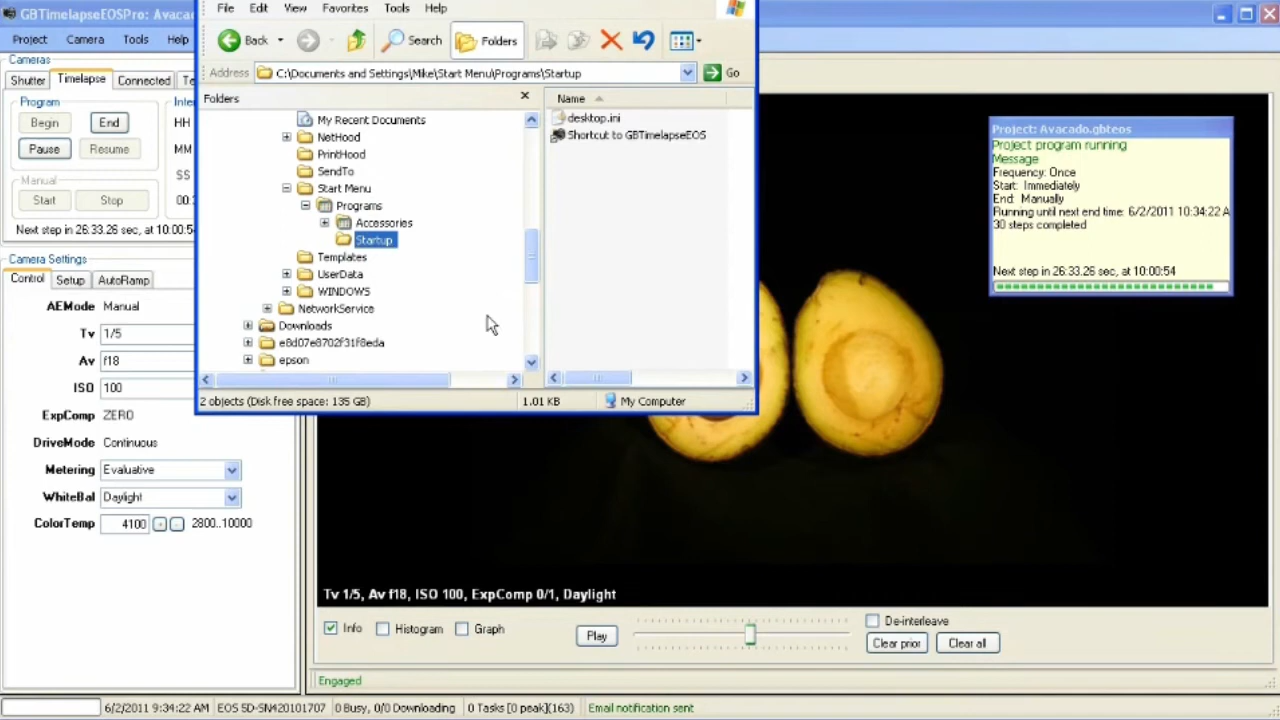 GBTimelapseEOSPro: Avaca
Project Camera Tools Help
Cameras
Shutter Timelapse Connected Te
Program Inte
Begin End HH
Pause Resume MM
Manual SS
Start Stop 00:
Next step in 26:33.26 sec, at 10:00:54
Camera Settings
Control Setup AutoRamp
AEMode Manual
Tv 1/5
Av f18
ISO 100
ExpComp ZERO
DriveMode Continuous
Metering Evaluative
WhiteBal Daylight
ColorTemp 4100 + - 2800..10000
File Edit View Favorites Tools Help
Back Search Folders
Address C:\Documents and Settings\Mike\Start Menu\Programs\Startup Go
Folders
My Recent Documents
NetHood
PrintHood
SendTo
Start Menu
Programs
Accessories
Startup
Templates
UserData
WINDOWS
NetworkService
Downloads
e8d07e8702f31f8eda
epson
Name
desktop.ini
Shortcut to GBTimelapseEOS
2 objects (Disk free space: 135 GB) 1.01 KB My Computer
Project: Avacado.gbteos
Project program running
Message
Frequency: Once
Start: Immediately
End: Manually
Running until next end time: 6/2/2011 10:34:22 A
30 steps completed
Next step in 26:33.26 sec, at 10:00:54
Tv 1/5, Av f18, ISO 100, ExpComp 0/1, Daylight
Info Histogram Graph Play De-interleave
Clear prior Clear all
Engaged
6/2/2011 9:34:22 AM EOS 5D-SN420101707 0 Busy, 0/0 Downloading 0 Tasks [0 peak](163) Email notification sent